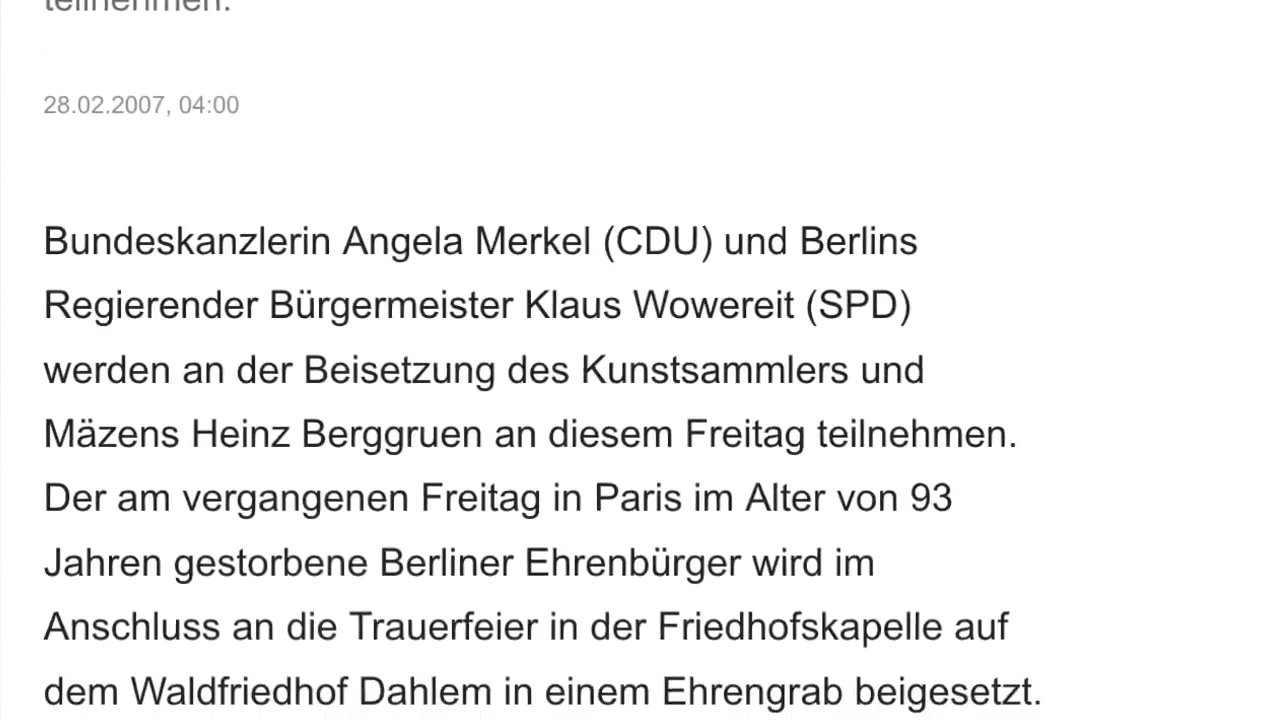 teilnehmen.
28.02.2007, 04:00
Bundeskanzlerin Angela Merkel (CDU) und Berlins
Regierender Bürgermeister Klaus Wowereit (SPD)
werden an der Beisetzung des Kunstsammlers und
Mäzens Heinz Berggruen an diesem Freitag teilnehmen.
Der am vergangenen Freitag in Paris im Alter von 93
Jahren gestorbene Berliner Ehrenbürger wird im
Anschluss an die Trauerfeier in der Friedhofskapelle auf
dem Waldfriedhof Dahlem in einem Ehrengrab beigesetzt.